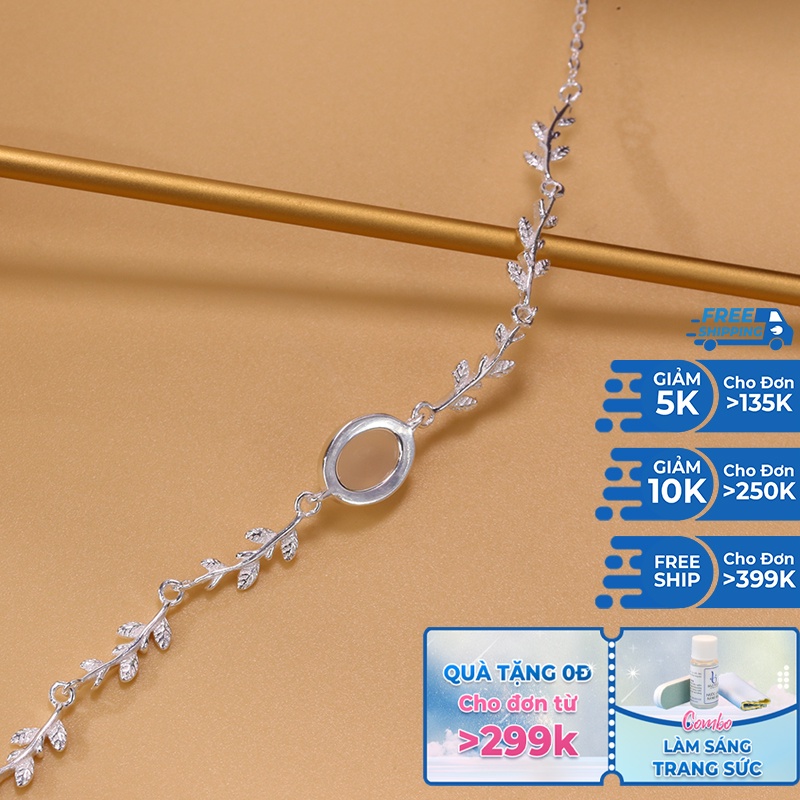 FREE
SHIPPING
GIẢM
5K
Cho Đơn
>135K
GIẢM
10K
Cho Đơn
>250K
FREE
SHIP
Cho Đơn
>399K
QUÀ TẶNG 0Đ
Cho đơn từ
>299k
Combo
LÀM SÁNG
TRANG SỨC